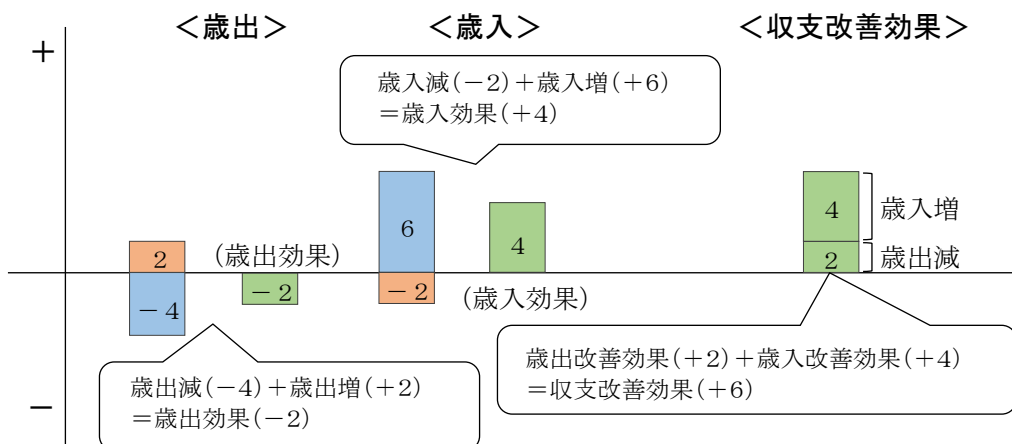 ＜歳出＞
＜歳入＞
＜収支改善効果＞
＋
歳入減（－２）＋歳入増（＋６）
＝歳入効果（＋４）
6
4
4
歳入増
2
（歳出効果）
2
歳出減
－4
－2
－2
（歳入効果）
歳出減（－４）＋歳出増（＋２）
＝歳出効果（－２）
歳出改善効果（＋２）＋歳入改善効果（＋４）
＝収支改善効果（＋６）
－